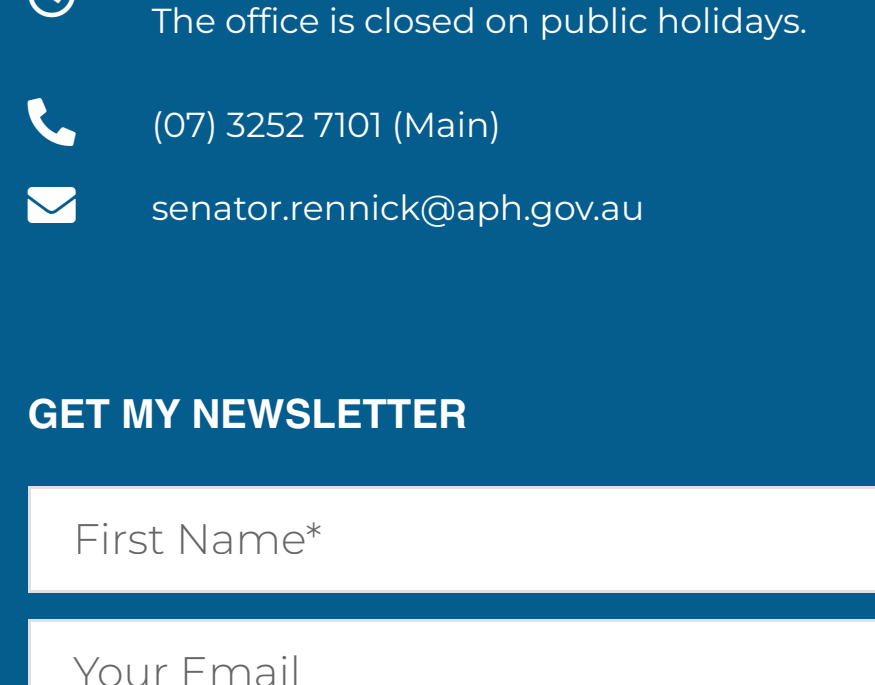 The office is closed on public holidays.
(07) 3252 7101 (Main)
senator.rennick@aph.gov.au
GET MY NEWSLETTER
First Name*
Your Email